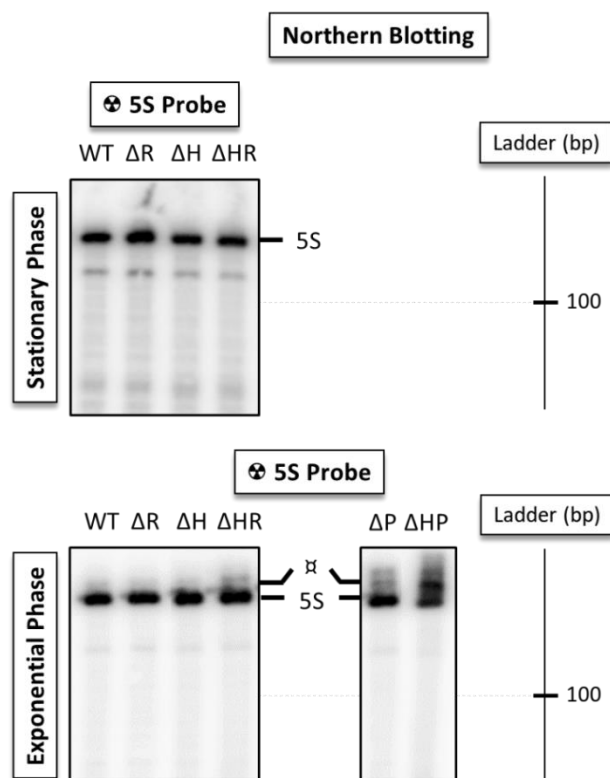 Northern Blotting
☢ 5S Probe
WT ΔR ΔH ΔHR
Ladder (bp)
Stationary Phase
5S
100
☢ 5S Probe
WT ΔR ΔH ΔHR ΔP ΔHP
Ladder (bp)
Exponential Phase
¤
5S
100